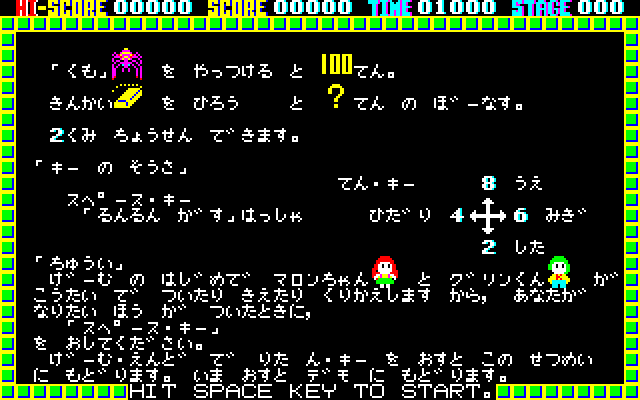 HI-SCORE 00000 SCORE 00000 TIME 01000 STAGE 000
「くも」 を やっつける と 100てん。
きんかい を ひろう と ? てん の ぼーなす。
2くみ ちょうせん できます。
「キー の そうさ」
てん・キー 8 うえ
スペース・キー
「るんるん がす」はっしゃ ひだり 4 6 みぎ
2 した
「ちゅうい」
げーむ の はじめで マロンちゃん と グリンくん が
こうたい で ついたり きえたり くりかえします から, あなたが
なりたい ほう が ついたときに,
「スペース・キー」
を おしてください。
げーむ・えんど で りた ん・キー を おすと この せつめい
に もどります。いま おすと デモ に もどります。
HIT SPACE KEY TO START.